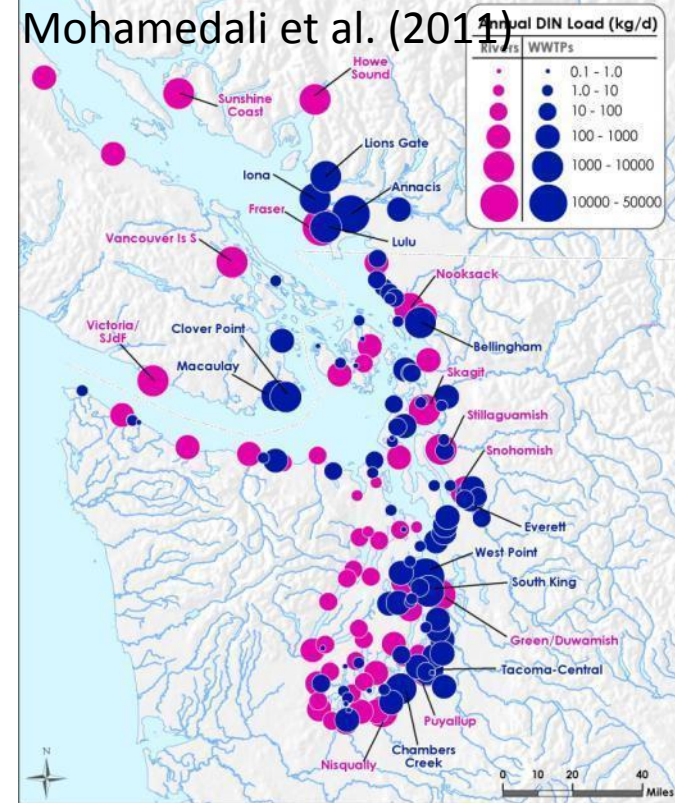 Mohamedali et al. (2011)
Annual DIN Load (kg/d)
Rivers WWTPs
0.1 - 1.0
1.0 - 10
10 - 100
100 - 1000
1000 - 10000
10000 - 50000
Howe
Sound
Sunshine
Coast
Lions Gate
Iona
Annacis
Fraser
Lulu
Vancouver Is S
Nooksack
Victoria/
SJdF
Clover Point
Bellingham
Macaulay
Skagit
Stillaguamish
Snohomish
Everett
West Point
South King
Green/Duwamish
Tacoma-Central
Puyallup
Chambers
Creek
Nisqually
N
0 10 20 40
Miles